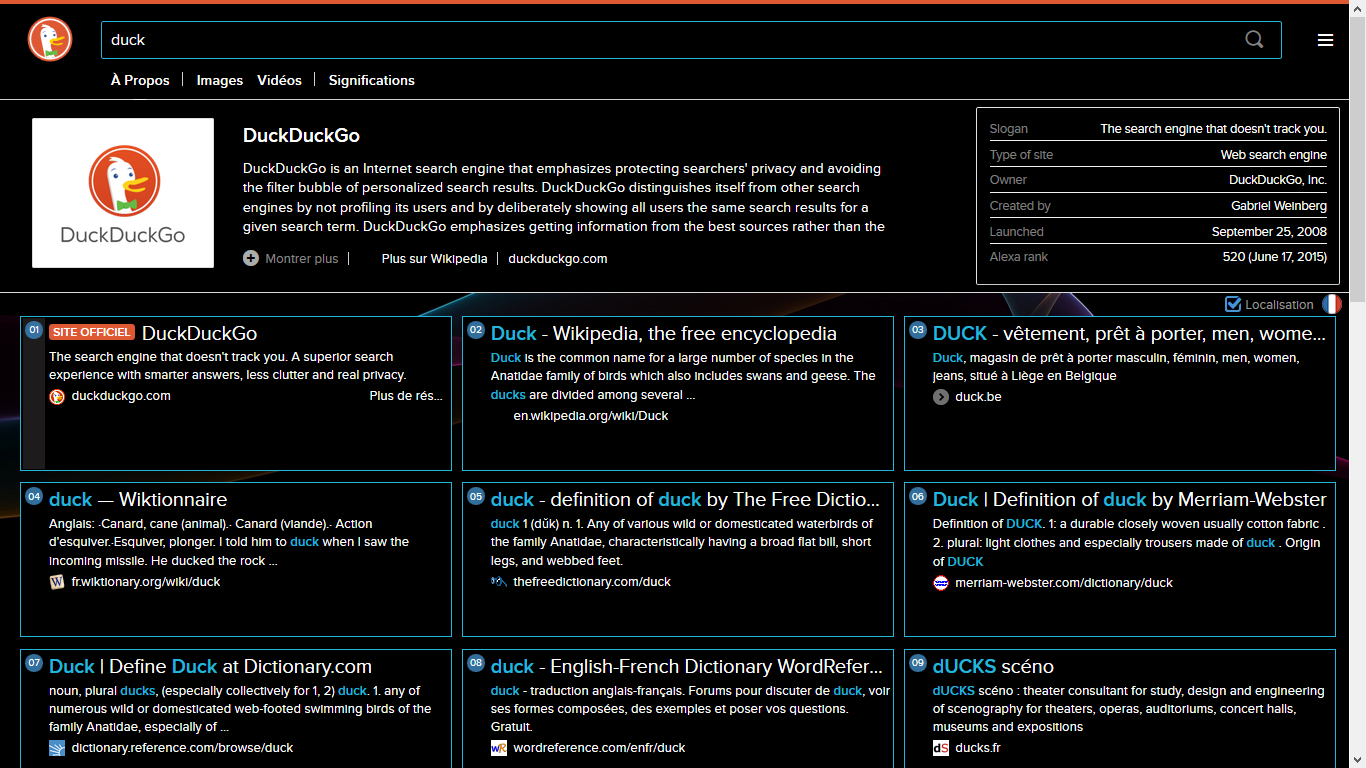 duck
À Propos | Images Vidéos | Significations
DuckDuckGo
DuckDuckGo
DuckDuckGo is an Internet search engine that emphasizes protecting searchers' privacy and avoiding
the filter bubble of personalized search results. DuckDuckGo distinguishes itself from other search
engines by not profiling its users and by deliberately showing all users the same search results for a
given search term. DuckDuckGo emphasizes getting information from the best sources rather than the
Montrer plus | Plus sur Wikipedia | duckduckgo.com
Slogan The search engine that doesn't track you.
Type of site Web search engine
Owner DuckDuckGo, Inc.
Created by Gabriel Weinberg
Launched September 25, 2008
Alexa rank 520 (June 17, 2015)
Localisation
01 SITE OFFICIEL DuckDuckGo
The search engine that doesn't track you. A superior search
experience with smarter answers, less clutter and real privacy.
duckduckgo.com Plus de rés...
02 Duck - Wikipedia, the free encyclopedia
Duck is the common name for a large number of species in the
Anatidae family of birds which also includes swans and geese. The
ducks are divided among several ...
en.wikipedia.org/wiki/Duck
03 DUCK - vêtement, prêt à porter, men, wome...
Duck, magasin de prêt à porter masculin, féminin, men, women,
jeans, situé à Liège en Belgique
duck.be
04 duck — Wiktionnaire
Anglais: ·Canard, cane (animal).· Canard (viande).· Action
d'esquiver.·Esquiver, plonger. I told him to duck when I saw the
incoming missile. He ducked the rock ...
W fr.wiktionary.org/wiki/duck
05 duck - definition of duck by The Free Dictio...
duck 1 (dŭk) n. 1. Any of various wild or domesticated waterbirds of
the family Anatidae, characteristically having a broad flat bill, short
legs, and webbed feet.
thefreedictionary.com/duck
06 Duck | Definition of duck by Merriam-Webster
Definition of DUCK. 1: a durable closely woven usually cotton fabric .
2. plural: light clothes and especially trousers made of duck . Origin
of DUCK
merriam-webster.com/dictionary/duck
07 Duck | Define Duck at Dictionary.com
noun, plural ducks, (especially collectively for 1, 2) duck. 1. any of
numerous wild or domesticated web-footed swimming birds of the
family Anatidae, especially of ...
dictionary.reference.com/browse/duck
08 duck - English-French Dictionary WordRefer...
duck - traduction anglais-français. Forums pour discuter de duck, voir
ses formes composées, des exemples et poser vos questions.
Gratuit.
wR wordreference.com/enfr/duck
09 dUCKS scéno
dUCKS scéno : theater consultant for study, design and engineering
of scenography for theaters, operas, auditoriums, concert halls,
museums and expositions
dS ducks.fr